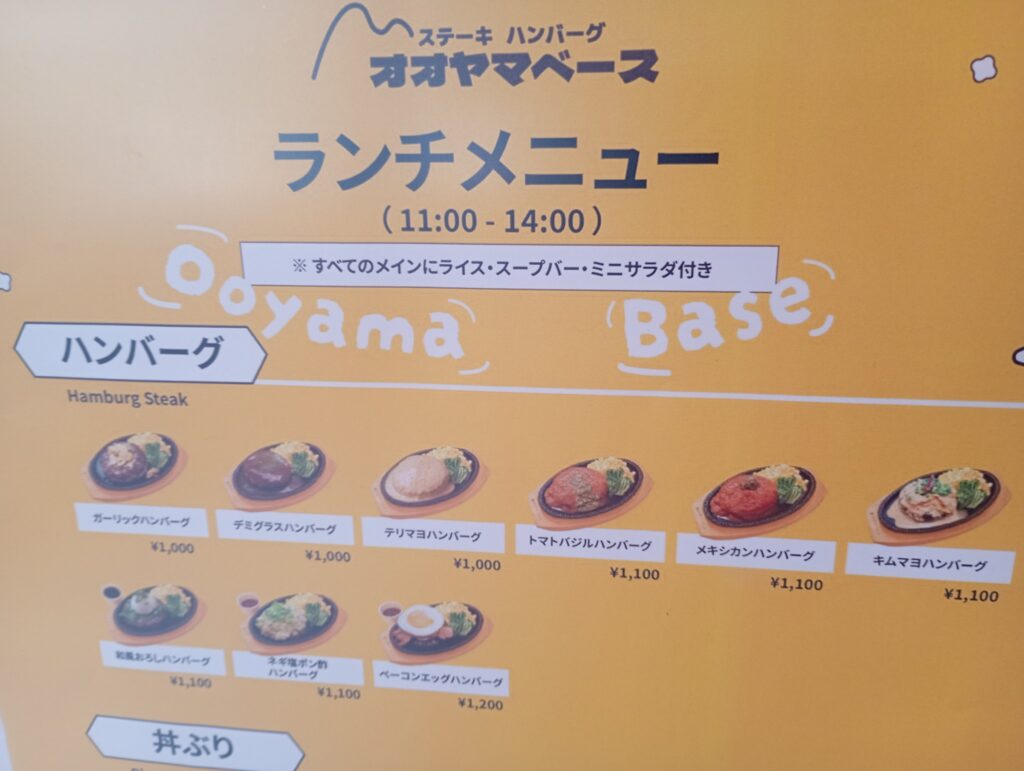 ステーキ ハンバーグ
オオヤマベース
ランチメニュー
( 11:00 - 14:00 )
※ すべてのメインにライス・スープバー・ミニサラダ付き
Ooyama Base
ハンバーグ
Hamburg Steak
ガーリックハンバーグ
¥1,000
デミグラスハンバーグ
¥1,000
テリマヨハンバーグ
¥1,000
トマトバジルハンバーグ
¥1,100
メキシカンハンバーグ
¥1,100
キムマヨハンバーグ
¥1,100
和風おろしハンバーグ
¥1,100
ネギ塩ポン酢
ハンバーグ
¥1,100
ベーコンエッグハンバーグ
¥1,200
丼ぶり